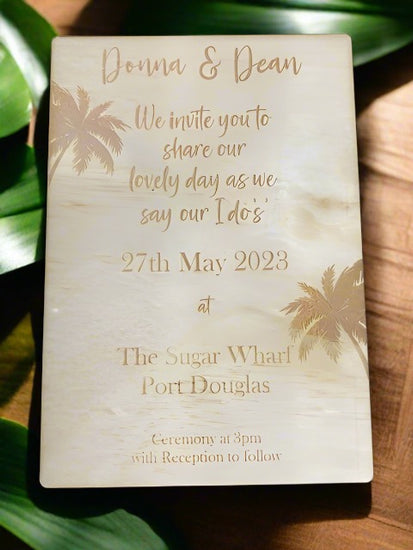 Donna & Dean
We invite you to
share our
lovely day as we
say our I do's'
27th May 2023
at
The Sugar Wharf
Port Douglas
Ceremony at 3pm
with Reception to follow